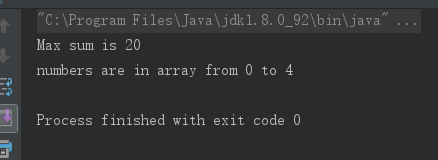 "C:\Program Files\Java\jdk1.8.0_92\bin\java" ...
Max sum is 20
numbers are in array from 0 to 4
Process finished with exit code 0